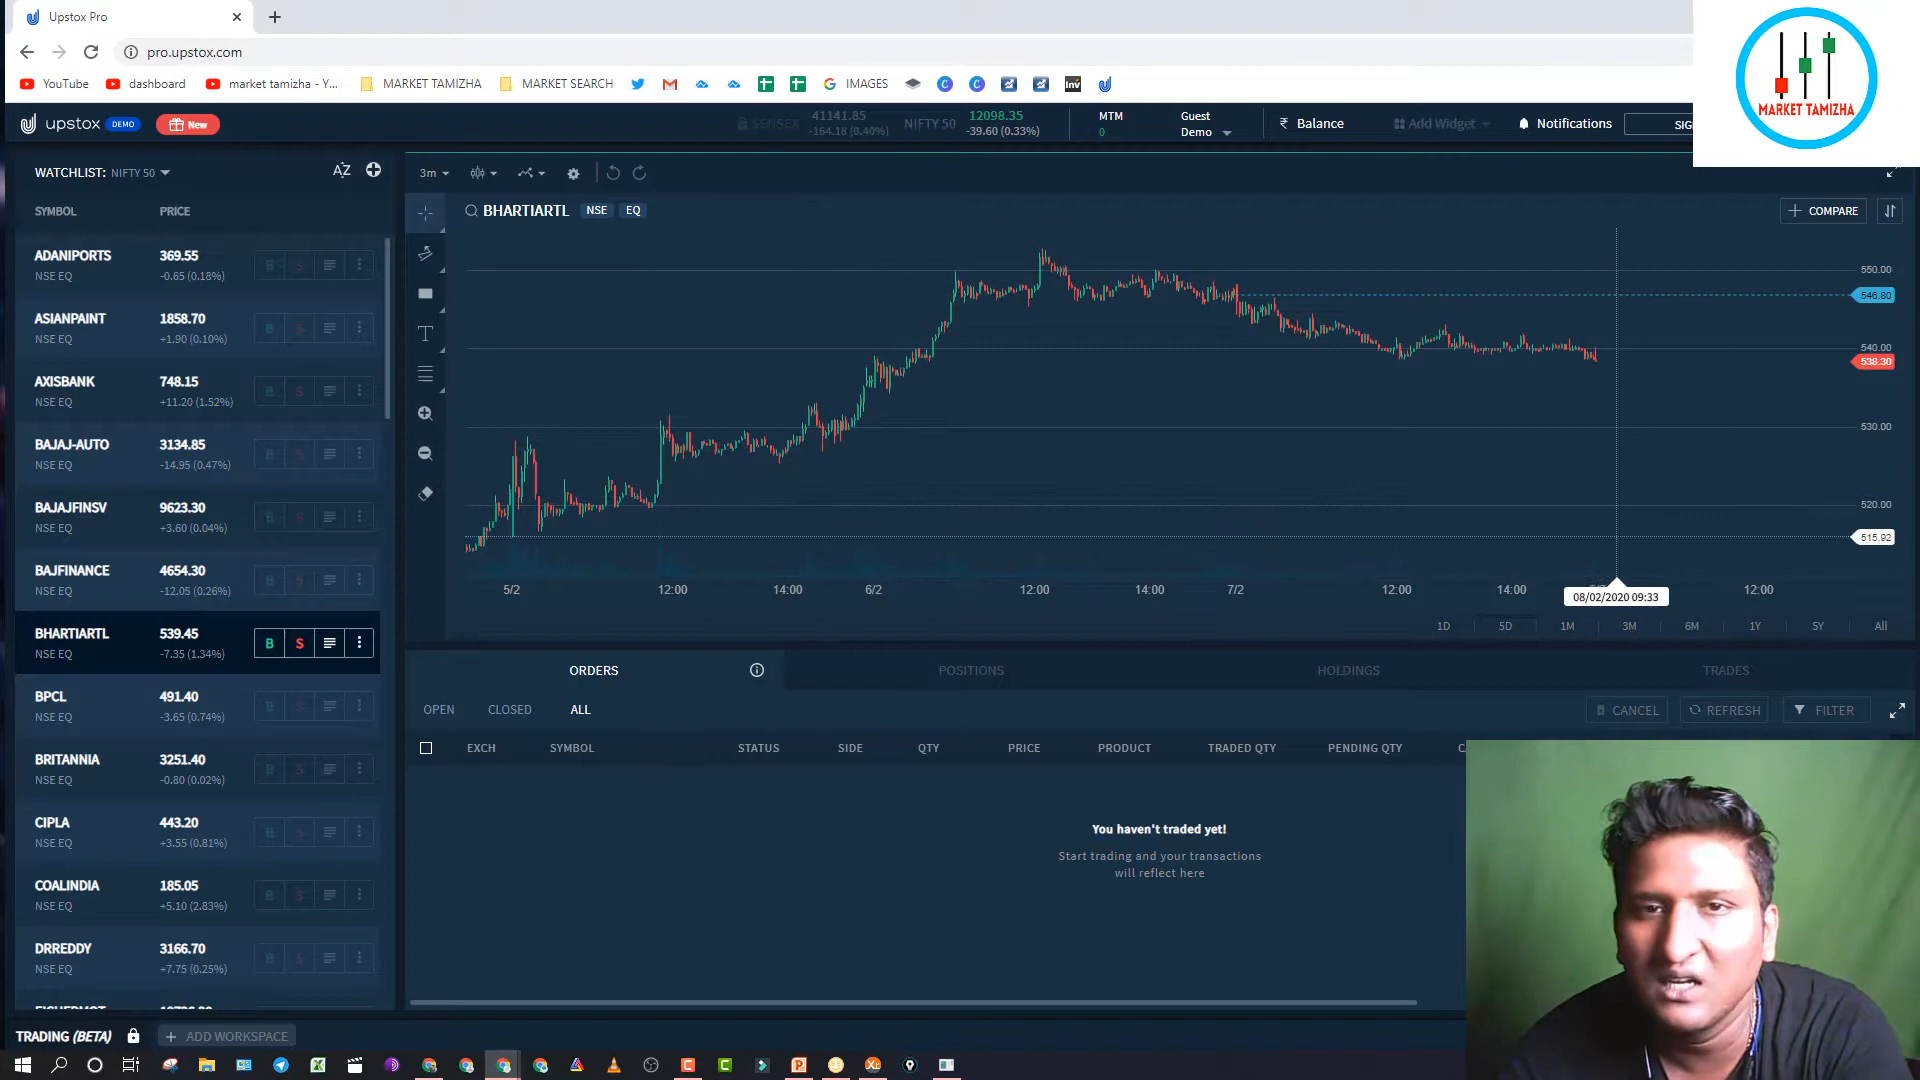 Upstox Pro
pro.upstox.com
YouTube dashboard market tamizha - Y... MARKET TAMIZHA MARKET SEARCH IMAGES Inv
MARKET TAMIZHA
upstox DEMO New
SENSEX 41141.85 -164.18 (0.40%)
NIFTY 50 12098.35 -39.60 (0.33%)
MTM 0
Guest Demo
₹ Balance
Add Widget
Notifications
SIG
WATCHLIST: NIFTY 50 AZ
SYMBOL PRICE
ADANIPORTS 369.55
NSE EQ -0.65 (0.18%)
B S
ASIANPAINT 1858.70
NSE EQ +1.90 (0.10%)
B S
AXISBANK 748.15
NSE EQ +11.20 (1.52%)
B S
BAJAJ-AUTO 3134.85
NSE EQ -14.95 (0.47%)
B S
BAJAJFINSV 9623.30
NSE EQ +3.60 (0.04%)
B S
BAJFINANCE 4654.30
NSE EQ -12.05 (0.26%)
B S
BHARTIARTL 539.45
NSE EQ -7.35 (1.34%)
B S
BPCL 491.40
NSE EQ -3.65 (0.74%)
B S
BRITANNIA 3251.40
NSE EQ -0.80 (0.02%)
B S
CIPLA 443.20
NSE EQ +3.55 (0.81%)
B S
COALINDIA 185.05
NSE EQ +5.10 (2.83%)
B S
DRREDDY 3166.70
NSE EQ +7.75 (0.25%)
B S
3m
BHARTIARTL NSE EQ
COMPARE
T
550.00
546.80
540.00
538.30
530.00
520.00
515.92
5/2 12:00 14:00 6/2 12:00 14:00 7/2 12:00 14:00 12:00
08/02/2020 09:33
1D 5D 1M 3M 6M 1Y 5Y All
ORDERS POSITIONS HOLDINGS TRADES
OPEN CLOSED ALL CANCEL REFRESH FILTER
EXCH SYMBOL STATUS SIDE QTY PRICE PRODUCT TRADED QTY PENDING QTY
You haven't traded yet!
Start trading and your transactions
will reflect here
TRADING (BETA) + ADD WORKSPACE